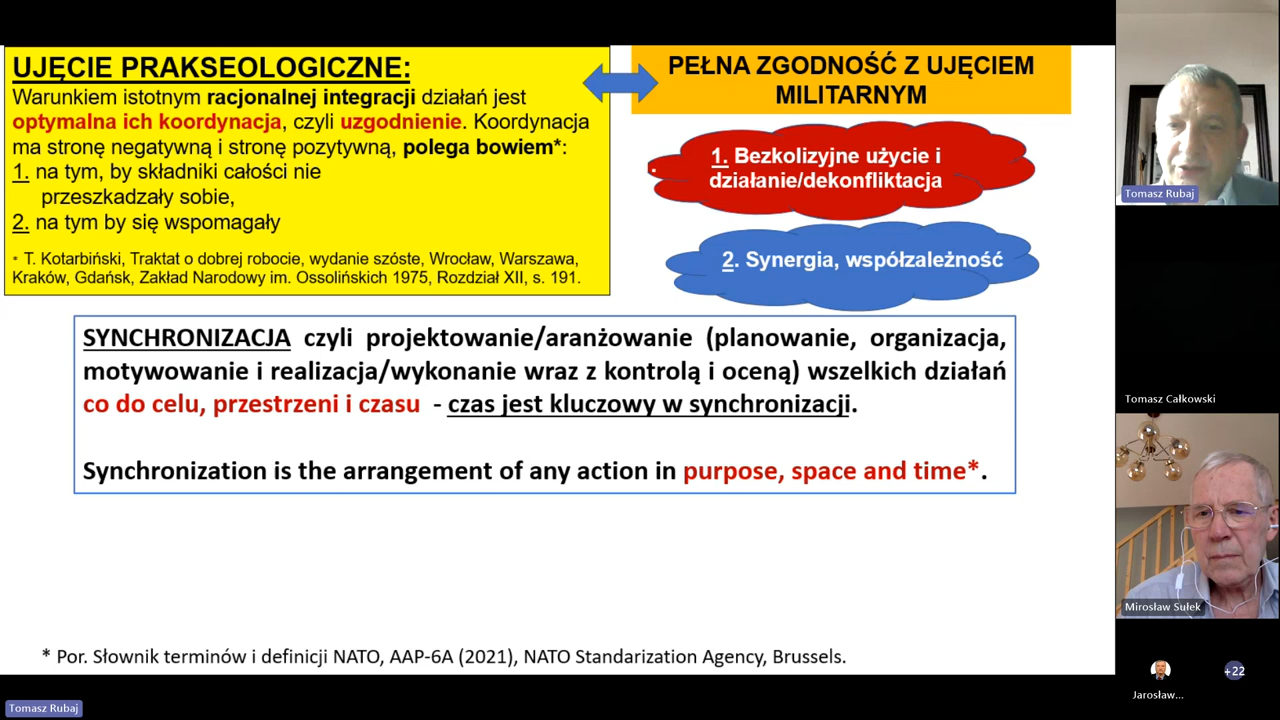 UJĘCIE PRAKSEOLOGICZNE:
Warunkiem istotnym racjonalnej integracji działań jest
optymalna ich koordynacja, czyli uzgodnienie. Koordynacja
ma stronę negatywną i stronę pozytywną, polega bowiem*:
1. na tym, by składniki całości nie
przeszkadzały sobie,
2. na tym by się wspomagały
* T. Kotarbiński, Traktat o dobrej robocie, wydanie szóste, Wrocław, Warszawa,
Kraków, Gdańsk, Zakład Narodowy im. Ossolińskich 1975, Rozdział XII, s. 191.
PEŁNA ZGODNOŚĆ Z UJĘCIEM
MILITARNYM
1. Bezkolizyjne użycie i
działanie/dekonfliktacja
2. Synergia, współzależność
SYNCHRONIZACJA czyli projektowanie/aranżowanie (planowanie, organizacja,
motywowanie i realizacja/wykonanie wraz z kontrolą i oceną) wszelkich działań
co do celu, przestrzeni i czasu - czas jest kluczowy w synchronizacji.
Synchronization is the arrangement of any action in purpose, space and time*.
* Por. Słownik terminów i definicji NATO, AAP-6A (2021), NATO Standarization Agency, Brussels.
Tomasz Rubaj
Tomasz Całkowski
Mirosław Sułek
Jarosław...
+22
Tomasz Rubaj